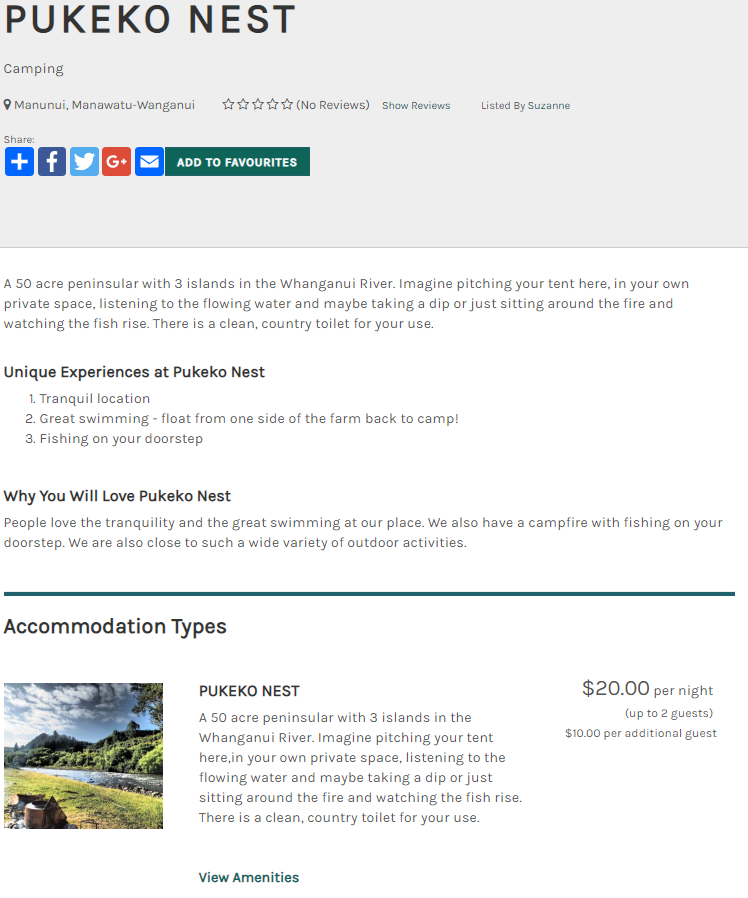 PUKEKO NEST
Camping
Manunui, Manawatu-Wanganui (No Reviews) Show Reviews Listed By Suzanne
Share:
ADD TO FAVOURITES
A 50 acre peninsular with 3 islands in the Whanganui River. Imagine pitching your tent here, in your own
private space, listening to the flowing water and maybe taking a dip or just sitting around the fire and
watching the fish rise. There is a clean, country toilet for your use.
Unique Experiences at Pukeko Nest
1. Tranquil location
2. Great swimming - float from one side of the farm back to camp!
3. Fishing on your doorstep
Why You Will Love Pukeko Nest
People love the tranquility and the great swimming at our place. We also have a campfire with fishing on your
doorstep. We are also close to such a wide variety of outdoor activities.
Accommodation Types
PUKEKO NEST
A 50 acre peninsular with 3 islands in the
Whanganui River. Imagine pitching your tent
here,in your own private space, listening to the
flowing water and maybe taking a dip or just
sitting around the fire and watching the fish rise.
There is a clean, country toilet for your use.
View Amenities
$20.00 per night
(up to 2 guests)
$10.00 per additional guest